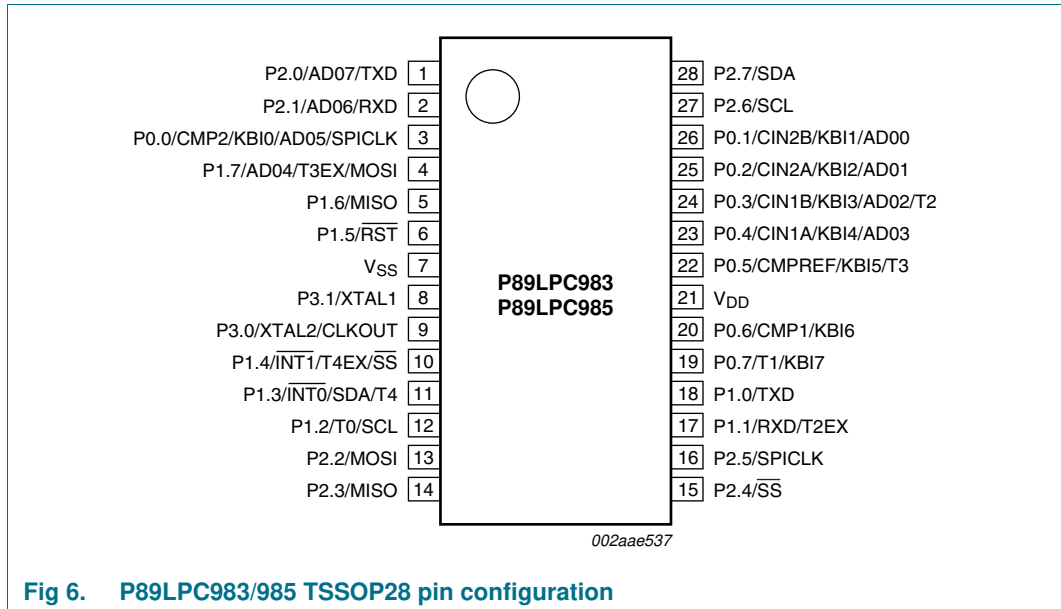 P2.0/AD07/TXD 1
P2.1/AD06/RXD 2
P0.0/CMP2/KBI0/AD05/SPICLK 3
P1.7/AD04/T3EX/MOSI 4
P1.6/MISO 5
P1.5/R̅S̅T̅ 6
VSS 7
P3.1/XTAL1 8
P3.0/XTAL2/CLKOUT 9
P1.4/I̅N̅T̅1̅/T4EX/S̅S̅ 10
P1.3/I̅N̅T̅0̅/SDA/T4 11
P1.2/T0/SCL 12
P2.2/MOSI 13
P2.3/MISO 14
P89LPC983
P89LPC985
28 P2.7/SDA
27 P2.6/SCL
26 P0.1/CIN2B/KBI1/AD00
25 P0.2/CIN2A/KBI2/AD01
24 P0.3/CIN1B/KBI3/AD02/T2
23 P0.4/CIN1A/KBI4/AD03
22 P0.5/CMPREF/KBI5/T3
21 VDD
20 P0.6/CMP1/KBI6
19 P0.7/T1/KBI7
18 P1.0/TXD
17 P1.1/RXD/T2EX
16 P2.5/SPICLK
15 P2.4/S̅S̅
002aae537
Fig 6. P89LPC983/985 TSSOP28 pin configuration